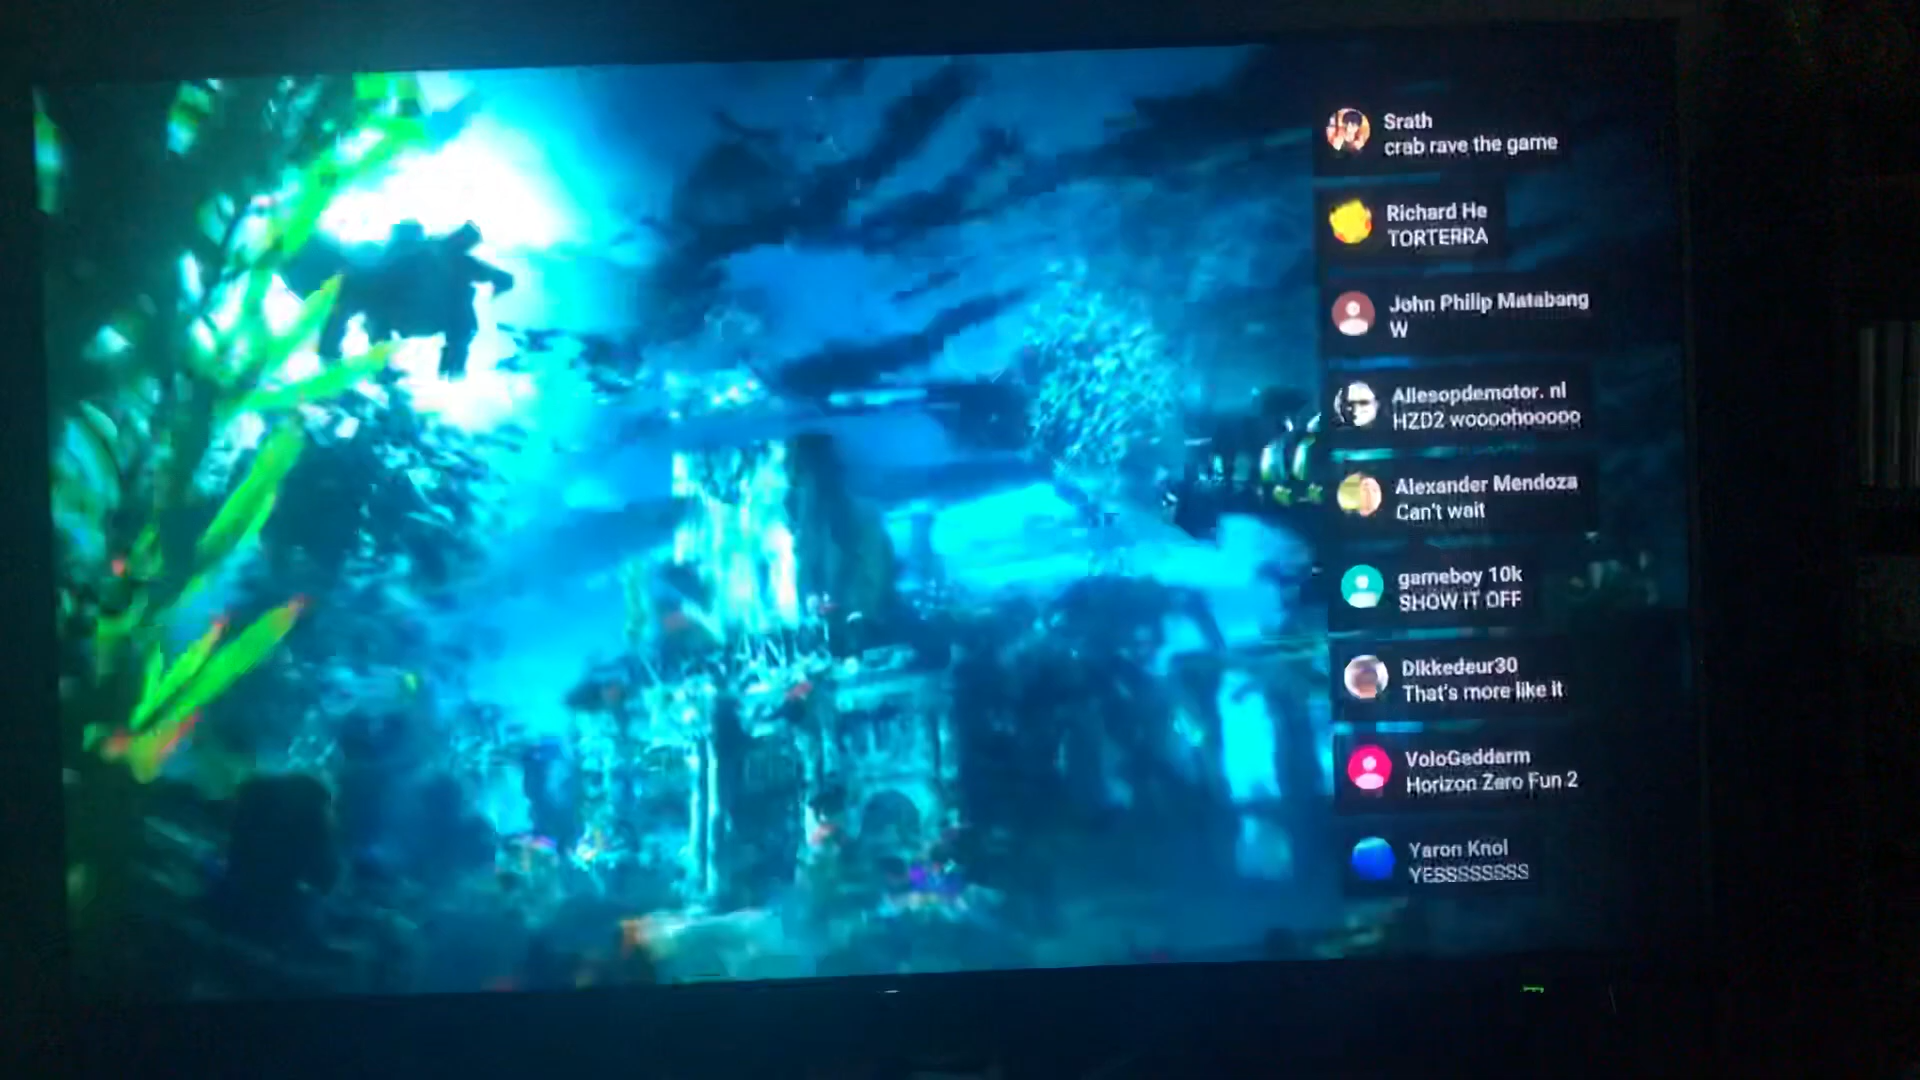 Srath
crab rave the game
Richard He
TORTERRA
John Philip Matabang
W
Allesopdemotor. nl
HZD2 woooohooooo
Alexander Mendoza
Can't wait
gameboy 10k
SHOW IT OFF
Dikkedeur30
That's more like it
VoloGeddarm
Horizon Zero Fun 2
Yaron Knol
YESSSSSSSS